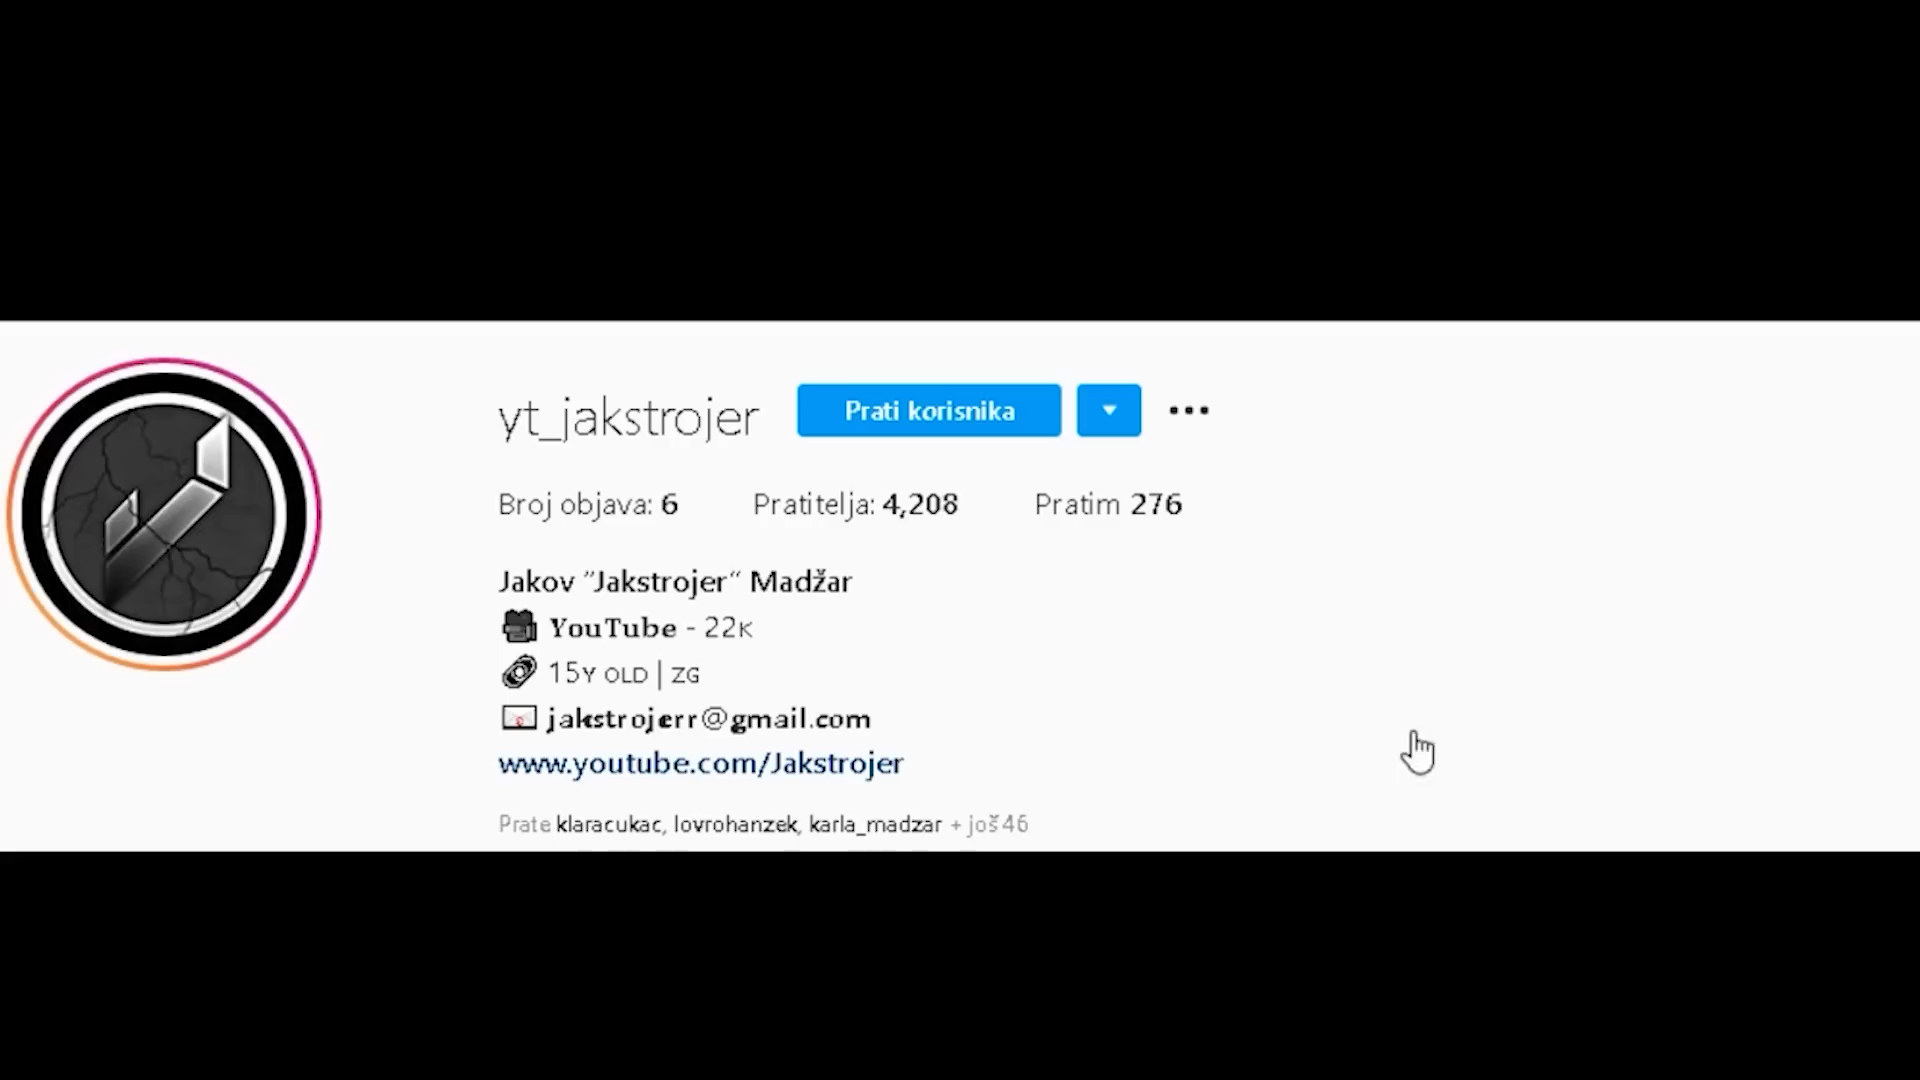 yt_jakstrojer Prati korisnika
Broj objava: 6 Pratitelja: 4,208 Pratim 276
Jakov "Jakstrojer" Madžar
YouTube - 22K
15Y OLD | ZG
jakstrojerr@gmail.com
www.youtube.com/Jakstrojer
Prate klaracukac, lovrohanzek, karla_madzar + još 46